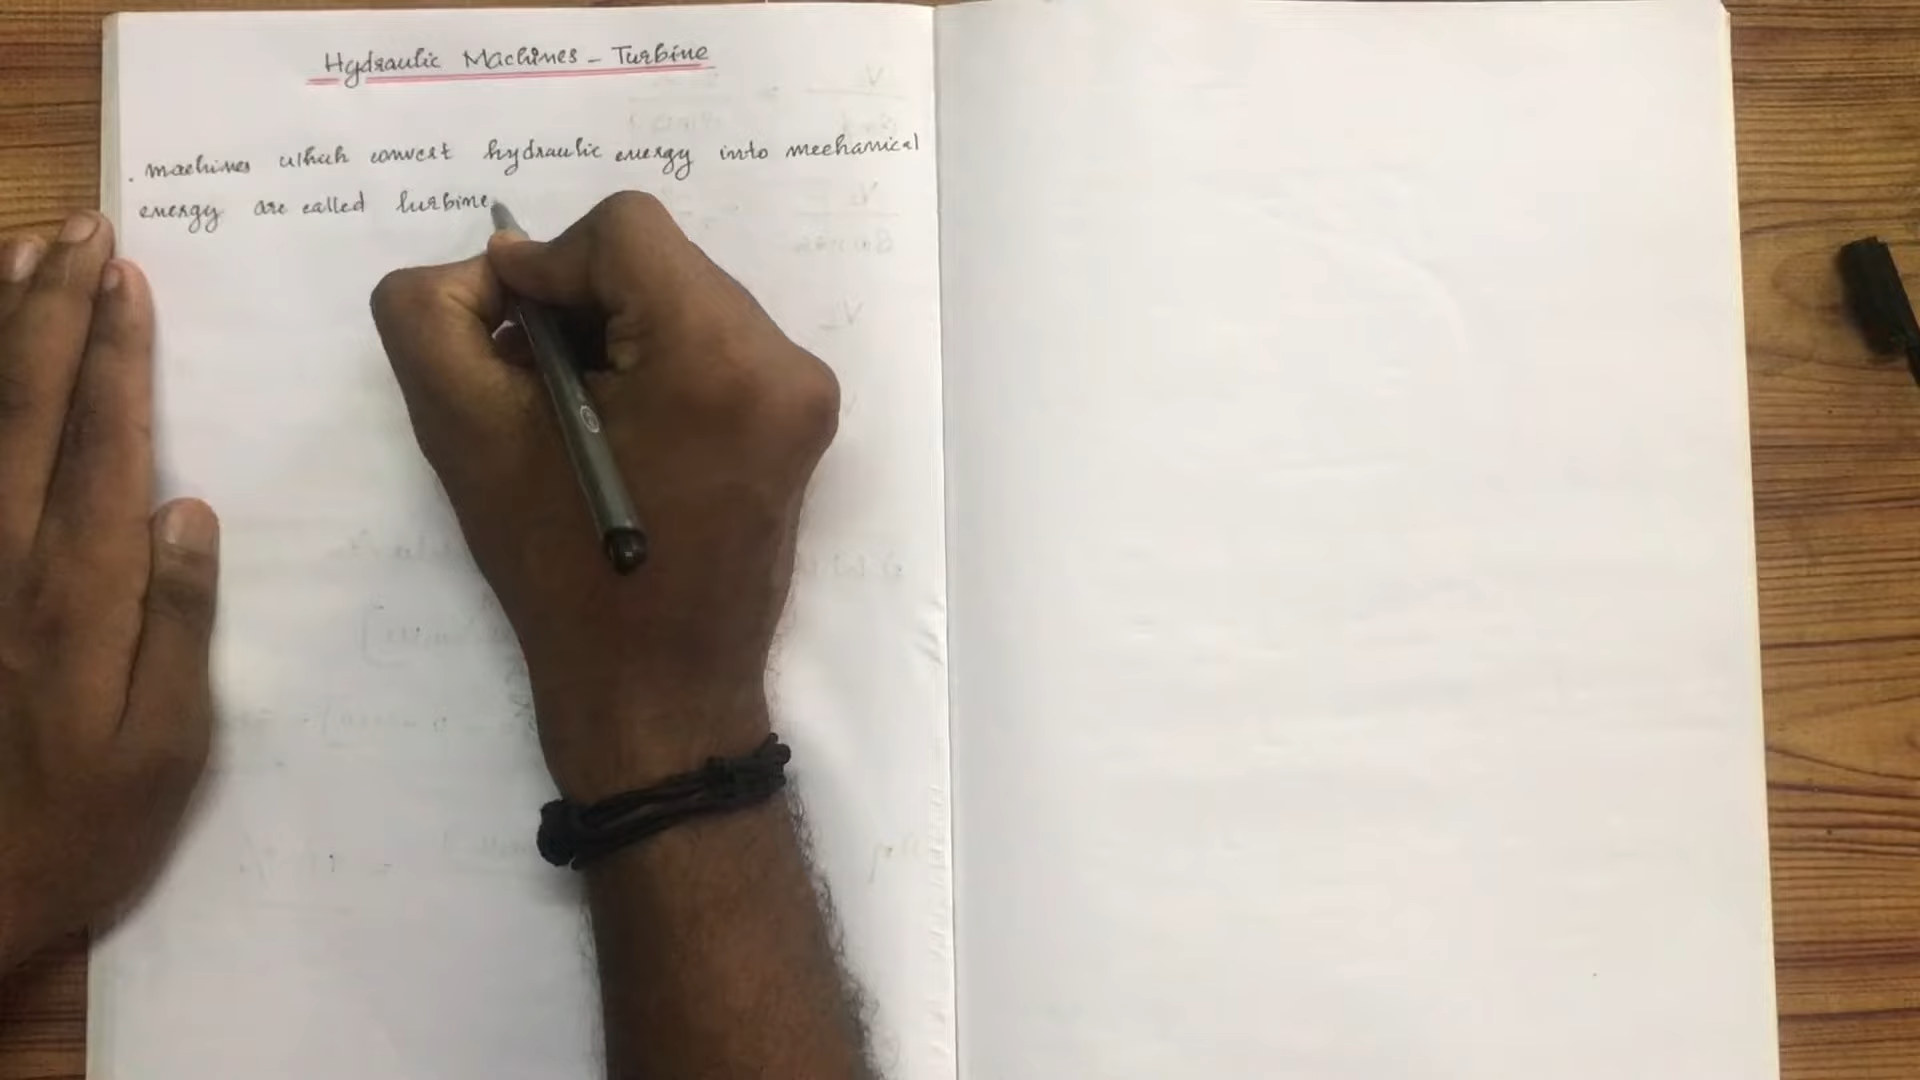 Hydraulic Machines - Turbine
. machines which convert hydraulic energy into mechanical
energy are called turbine